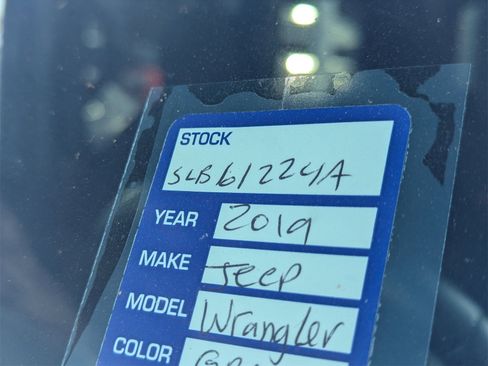 STOCK
SLB61224A
YEAR 2019
MAKE Jeep
MODEL Wrangler
COLOR